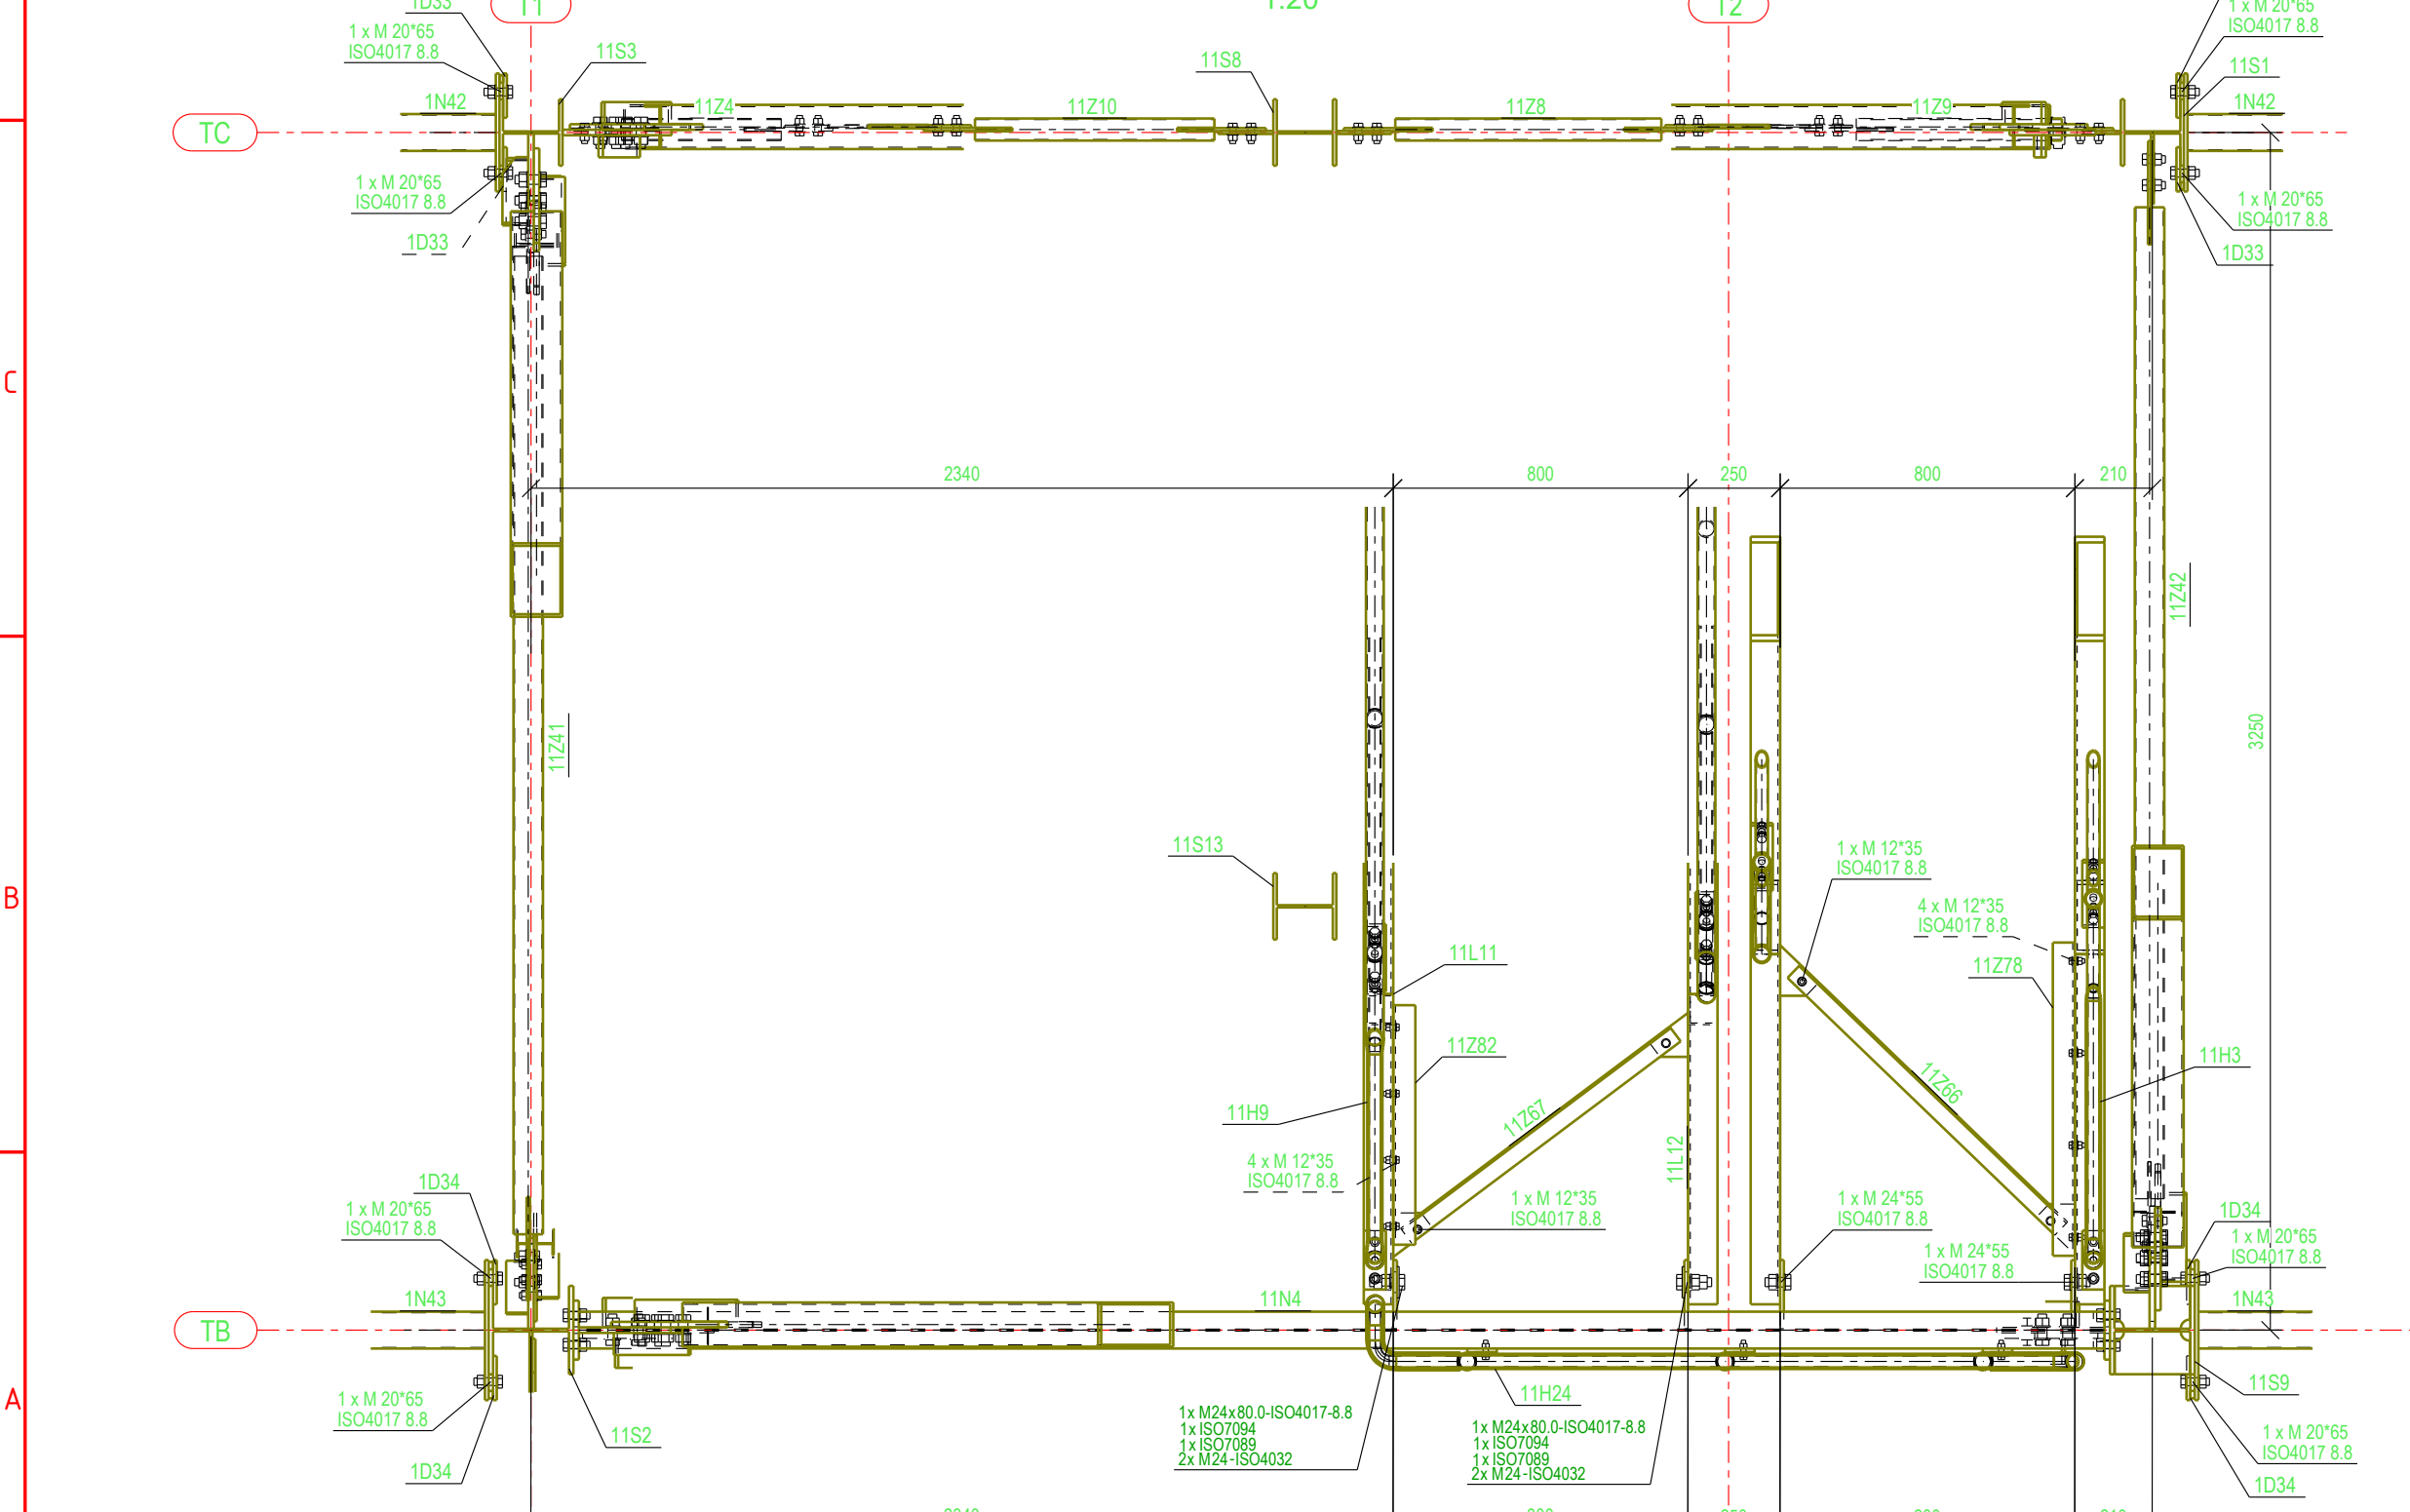 1D33
T1
1:20
T2
1 x M 20*65
1 x M 20*65
ISO4017 8.8
ISO4017 8.8
11S3
11S8
11S1
1N42
11Z4
11Z10
11Z8
11Z9
1N42
TC
1 x M 20*65
ISO4017 8.8
1 x M 20*65
ISO4017 8.8
1D33
1D33
C
2340
800
250
800
210
11Z42
11Z41
3250
11S13
1 x M 12*35
ISO4017 8.8
B
4 x M 12*35
ISO4017 8.8
11L11
11Z78
11Z82
11H3
11H9
11Z67
11Z66
11L12
4 x M 12*35
ISO4017 8.8
1D34
1 x M 20*65
ISO4017 8.8
1 x M 12*35
ISO4017 8.8
1 x M 24*55
ISO4017 8.8
1D34
1 x M 20*65
ISO4017 8.8
1 x M 24*55
ISO4017 8.8
1N43
11N4
1N43
TB
A
1 x M 20*65
ISO4017 8.8
11H24
11S9
1x M24x80.0-ISO4017-8.8
1x ISO7094
1x ISO7089
2x M24-ISO4032
1x M24x80.0-ISO4017-8.8
1x ISO7094
1x ISO7089
2x M24-ISO4032
11S2
1 x M 20*65
ISO4017 8.8
1D34
1D34